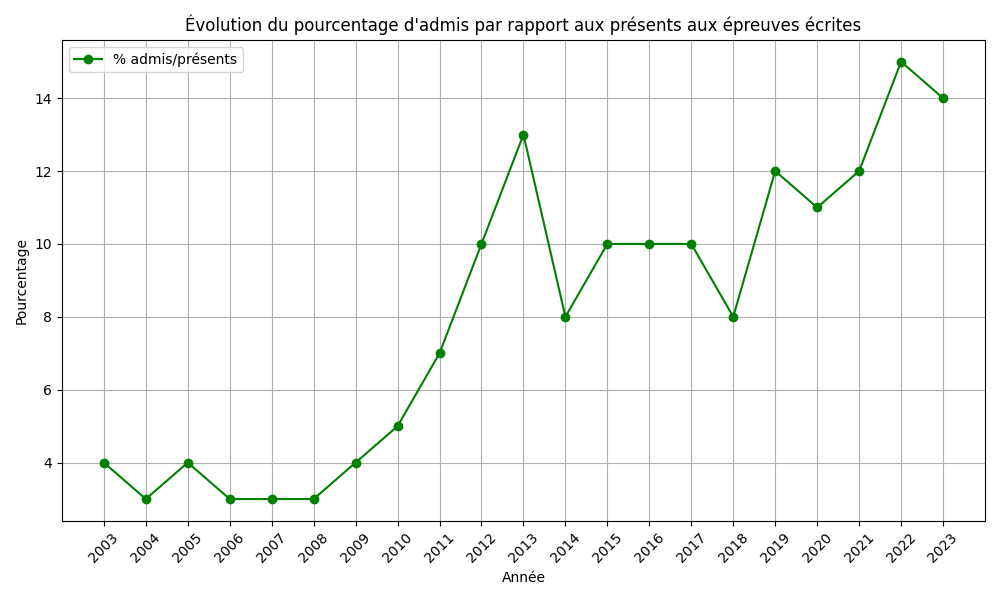 Évolution du pourcentage d'admis par rapport aux présents aux épreuves écrites
% admis/présents
Pourcentage
14
12
10
8
6
4
2003 2004 2005 2006 2007 2008 2009 2010 2011 2012 2013 2014 2015 2016 2017 2018 2019 2020 2021 2022 2023
Année